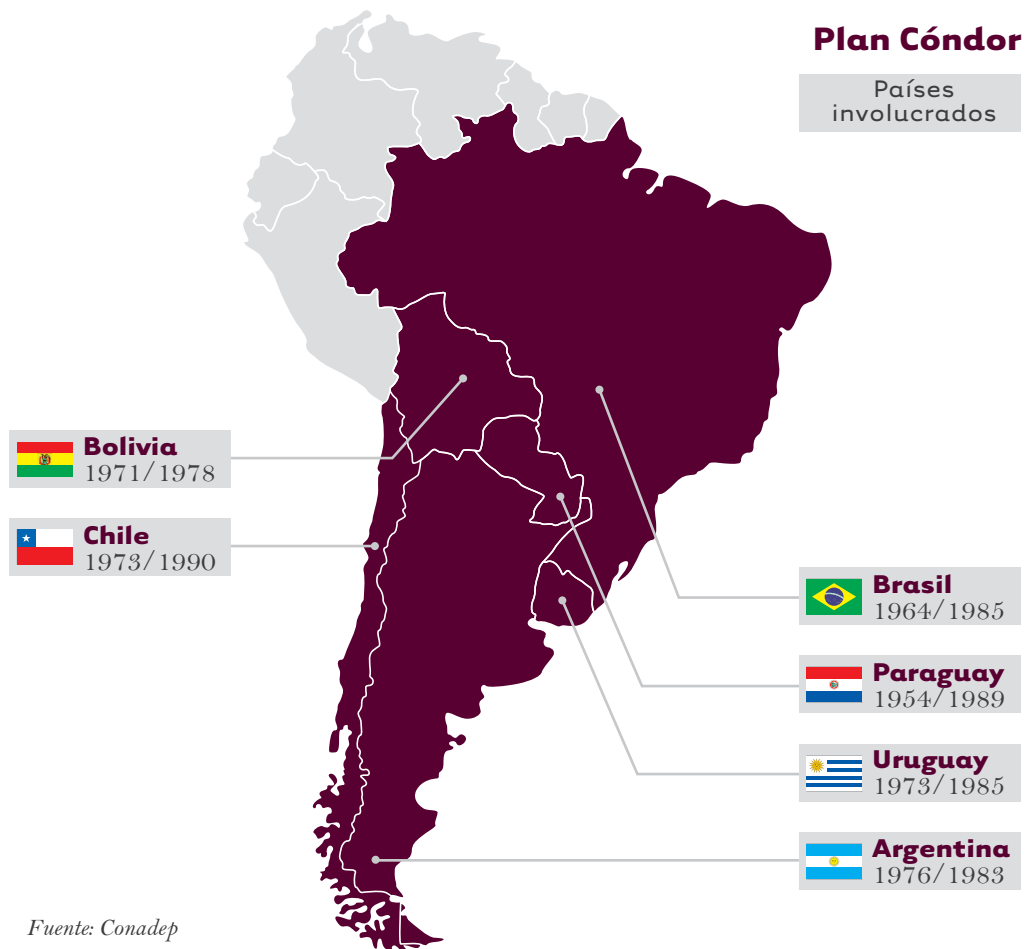 Plan Cóndor
Países
involucrados
Bolivia
1971/1978
Chile
1973/1990
Brasil
1964/1985
Paraguay
1954/1989
Uruguay
1973/1985
Argentina
1976/1983
Fuente: Conadep